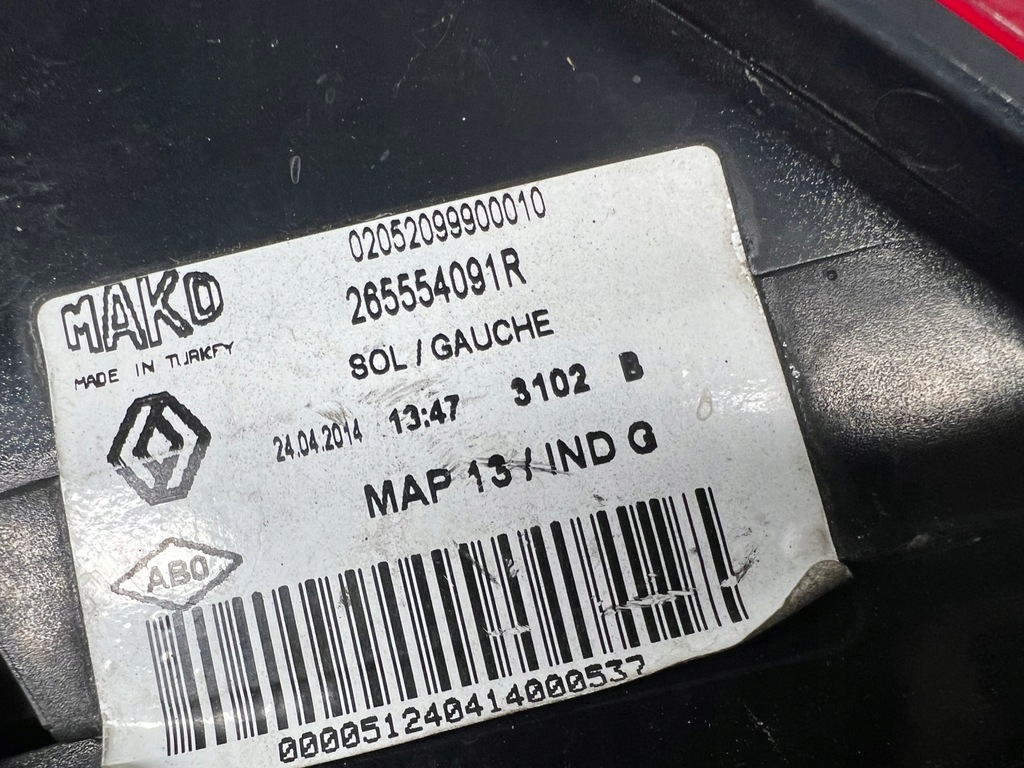 02052099900010
MAKO
265554091R
MADE IN TURKEY
SOL / GAUCHE
24.04.2014 13:47 3102 B
MAP 13 / IND G
ABO
000051240414000537